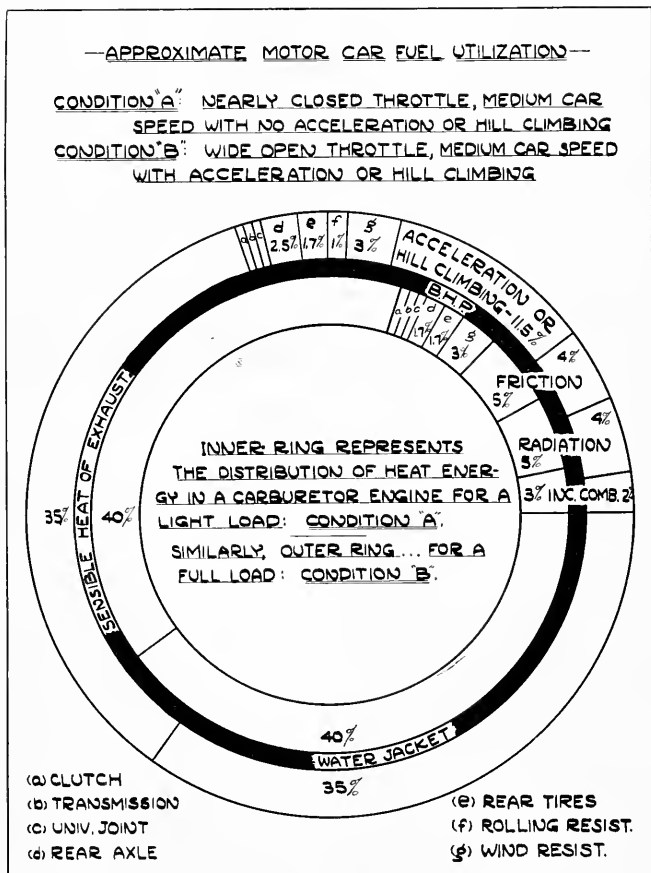 —APPROXIMATE MOTOR CAR FUEL UTILIZATION—
CONDITION "A": NEARLY CLOSED THROTTLE, MEDIUM CAR
SPEED WITH NO ACCELERATION OR HILL CLIMBING
CONDITION "B": WIDE OPEN THROTTLE, MEDIUM CAR SPEED
WITH ACCELERATION OR HILL CLIMBING
a b c d e f g
2.5% 1.7% 1% 3%
ACCELERATION OR
HILL CLIMBING-11.5%
B.H.P.
a b c d e g
1.7% 1.7% 3%
4%
FRICTION
5%
4%
RADIATION
5%
3% INC. COMB. 2%
SENSIBLE HEAT OF EXHAUST
35% 40%
INNER RING REPRESENTS
THE DISTRIBUTION OF HEAT ENER-
GY IN A CARBURETOR ENGINE FOR A
LIGHT LOAD: CONDITION "A".
SIMILARLY, OUTER RING ... FOR A
FULL LOAD: CONDITION "B".
40%
WATER JACKET
35%
(a) CLUTCH
(b) TRANSMISSION
(c) UNIV. JOINT
(d) REAR AXLE
(e) REAR TIRES
(f) ROLLING RESIST.
(g) WIND RESIST.